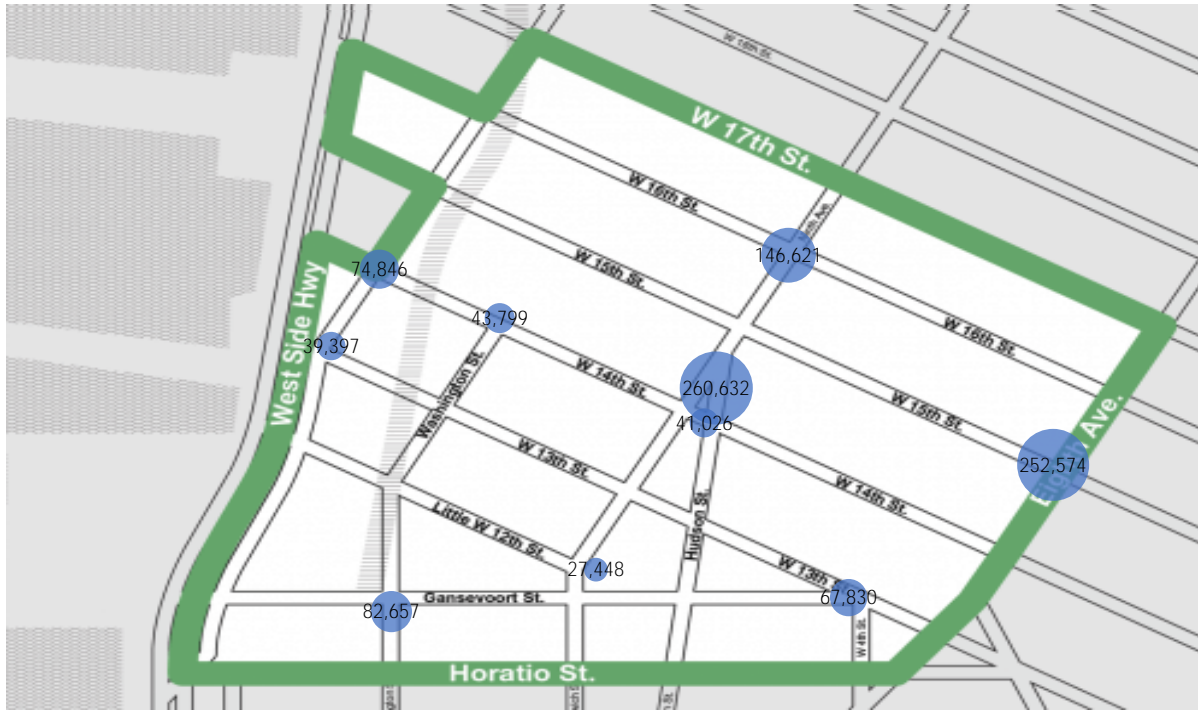 W 18th St.
W 17th St.
W 16th St.
146,621
W 15th St.
74,846
West Side Hwy
43,799
39,397
W 16th St.
Washington St.
W 14th St.
260,632
41,026
W 15th St.
Eighth Ave.
252,574
W 13th St.
W 14th St.
Little W 12th St.
Hudson St.
27,448
W 13th St.
67,830
Gansevoort St.
82,657
W 4th St.
Horatio St.